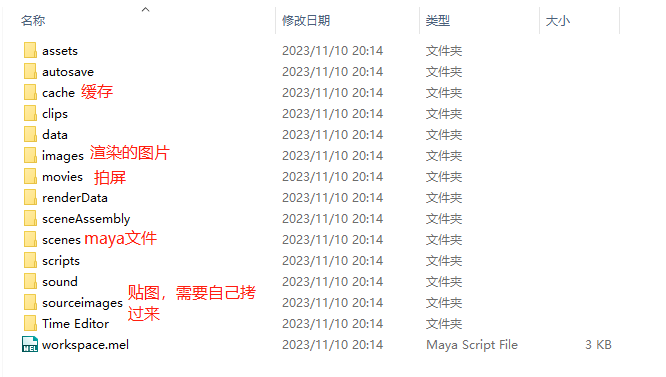 名称 修改日期 类型 大小
assets 2023/11/10 20:14 文件夹
autosave 2023/11/10 20:14 文件夹
cache 缓存 2023/11/10 20:14 文件夹
clips 2023/11/10 20:14 文件夹
data 2023/11/10 20:14 文件夹
images 渲染的图片 2023/11/10 20:14 文件夹
movies 拍屏 2023/11/10 20:14 文件夹
renderData 2023/11/10 20:14 文件夹
sceneAssembly 2023/11/10 20:14 文件夹
scenes maya文件 2023/11/10 20:14 文件夹
scripts 2023/11/10 20:14 文件夹
sound 2023/11/10 20:14 文件夹
sourceimages 贴图，需要自己拷 2023/11/10 20:14 文件夹
过来
Time Editor 2023/11/10 20:14 文件夹
MEL workspace.mel 2023/11/10 20:14 Maya Script File 3 KB